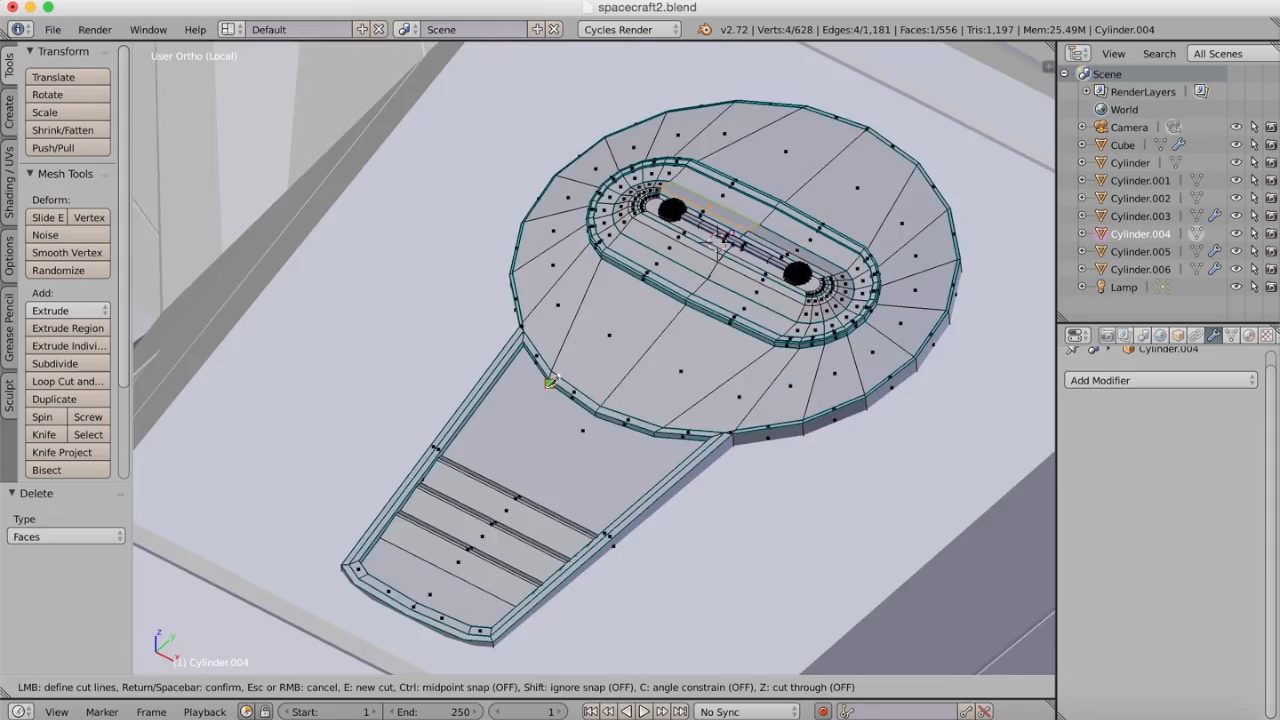 spacecraft2.blend
File Render Window Help Default Scene Cycles Render v2.72 | Verts:4/628 | Edges:4/1,181 | Faces:1/556 | Tris:1,197 | Mem:25.49M | Cylinder.004
User Ortho (Local)
Tools
Create
Shading / UVs
Options
Grease Pencil
Sculpt
Transform
Translate
Rotate
Scale
Shrink/Fatten
Push/Pull
Mesh Tools
Deform:
Slide E Vertex
Noise
Smooth Vertex
Randomize
Add:
Extrude
Extrude Region
Extrude Indivi...
Subdivide
Loop Cut and...
Duplicate
Spin Screw
Knife Select
Knife Project
Bisect
Delete
Type
Faces
z
y
x
(1) Cylinder.004
View Search All Scenes
Scene
RenderLayers
World
Camera
Cube
Cylinder
Cylinder.001
Cylinder.002
Cylinder.003
Cylinder.004
Cylinder.005
Cylinder.006
Lamp
Cylinder.004
Add Modifier
LMB: define cut lines, Return/Spacebar: confirm, Esc or RMB: cancel, E: new cut, Ctrl: midpoint snap (OFF), Shift: ignore snap (OFF), C: angle constrain (OFF), Z: cut through (OFF)
View Marker Frame Playback Start: 1 End: 250 1 No Sync